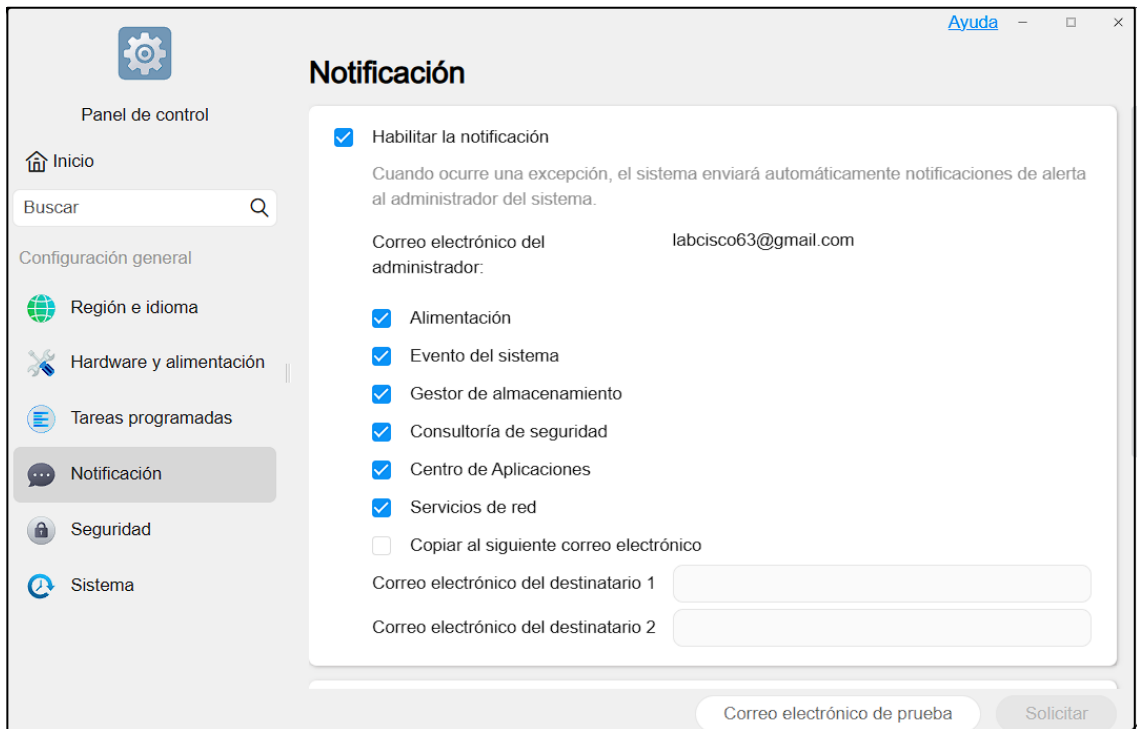 Ayuda
Panel de control
Inicio
Buscar
Configuración general
Región e idioma
Hardware y alimentación
Tareas programadas
Notificación
Seguridad
Sistema
Notificación
Habilitar la notificación
Cuando ocurre una excepción, el sistema enviará automáticamente notificaciones de alerta
al administrador del sistema.
Correo electrónico del
administrador:
labcisco63@gmail.com
Alimentación
Evento del sistema
Gestor de almacenamiento
Consultoría de seguridad
Centro de Aplicaciones
Servicios de red
Copiar al siguiente correo electrónico
Correo electrónico del destinatario 1
Correo electrónico del destinatario 2
Correo electrónico de prueba
Solicitar